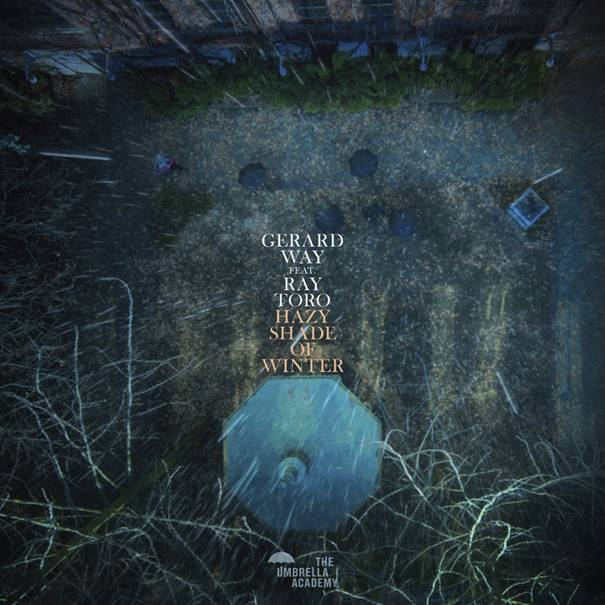 GERARD
WAY
FEAT.
RAY
TORO
HAZY
SHADE
OF
WINTER
THE
UMBRELLA
ACADEMY